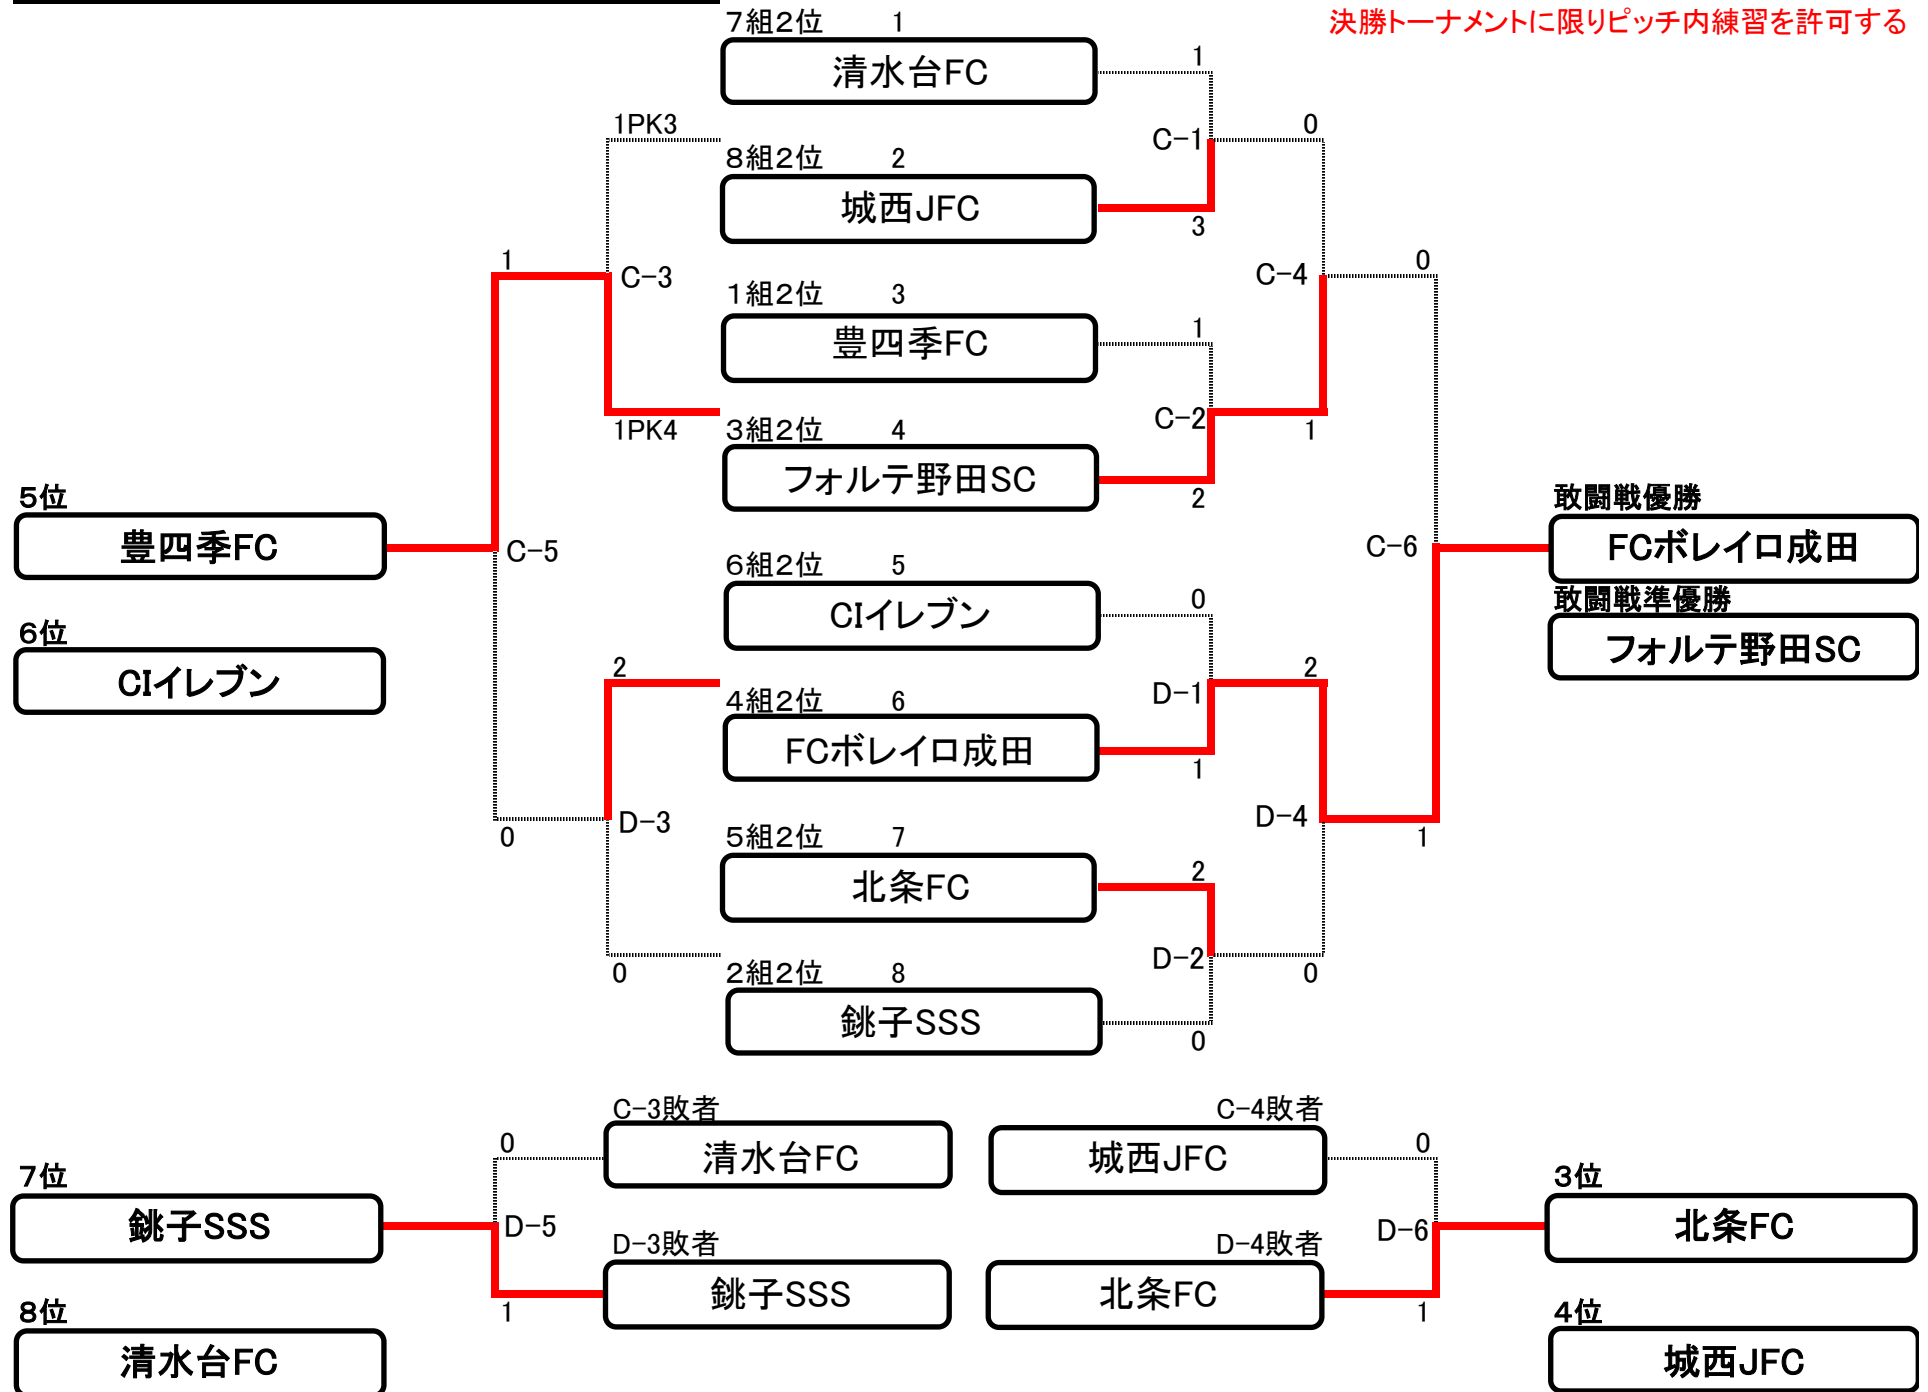 決勝トーナメントに限りピッチ内練習を許可する
7組2位 1
清水台FC
1
1PK3
C-1
0
8組2位 2
城西JFC
3
1
C-3
C-4
0
1組2位 3
豊四季FC
1
C-2
1PK4
1
3組2位 4
フォルテ野田SC
2
5位
豊四季FC
C-5
C-6
敢闘戦優勝
FCボレイロ成田
敢闘戦準優勝
フォルテ野田SC
6組2位 5
CIイレブン
0
6位
CIイレブン
2
D-1
2
4組2位 6
FCボレイロ成田
1
0
D-3
D-4
1
5組2位 7
北条FC
2
D-2
0
0
2組2位 8
銚子SSS
0
C-3敗者
清水台FC
C-4敗者
城西JFC
0
0
7位
銚子SSS
D-5
D-6
3位
北条FC
D-3敗者
銚子SSS
D-4敗者
北条FC
1
1
8位
清水台FC
4位
城西JFC